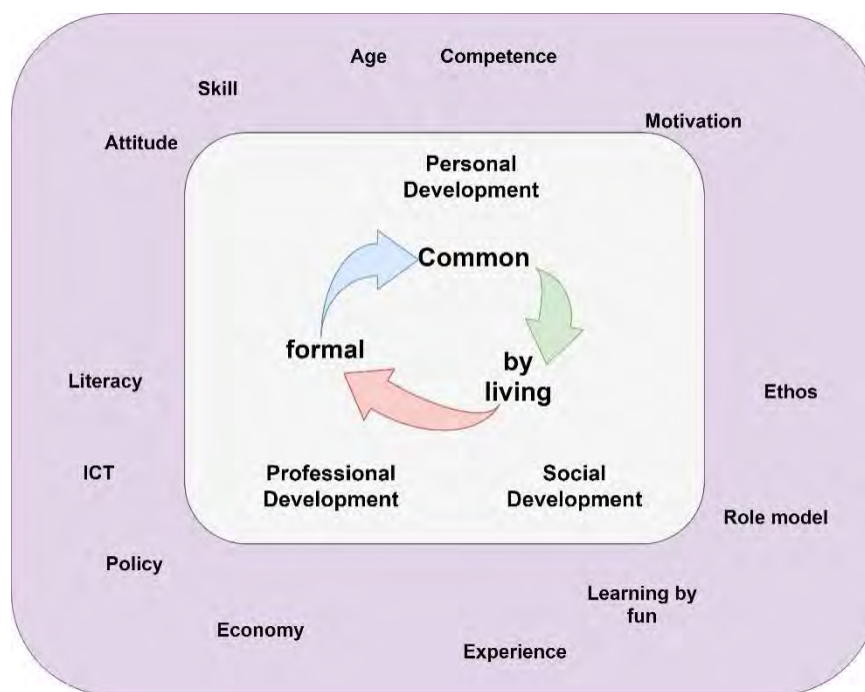 Age
Competence
Skill
Motivation
Attitude
Personal
Development
Common
formal
by
living
Literacy
Ethos
ICT
Professional
Development
Social
Development
Role model
Policy
Learning by
fun
Economy
Experience